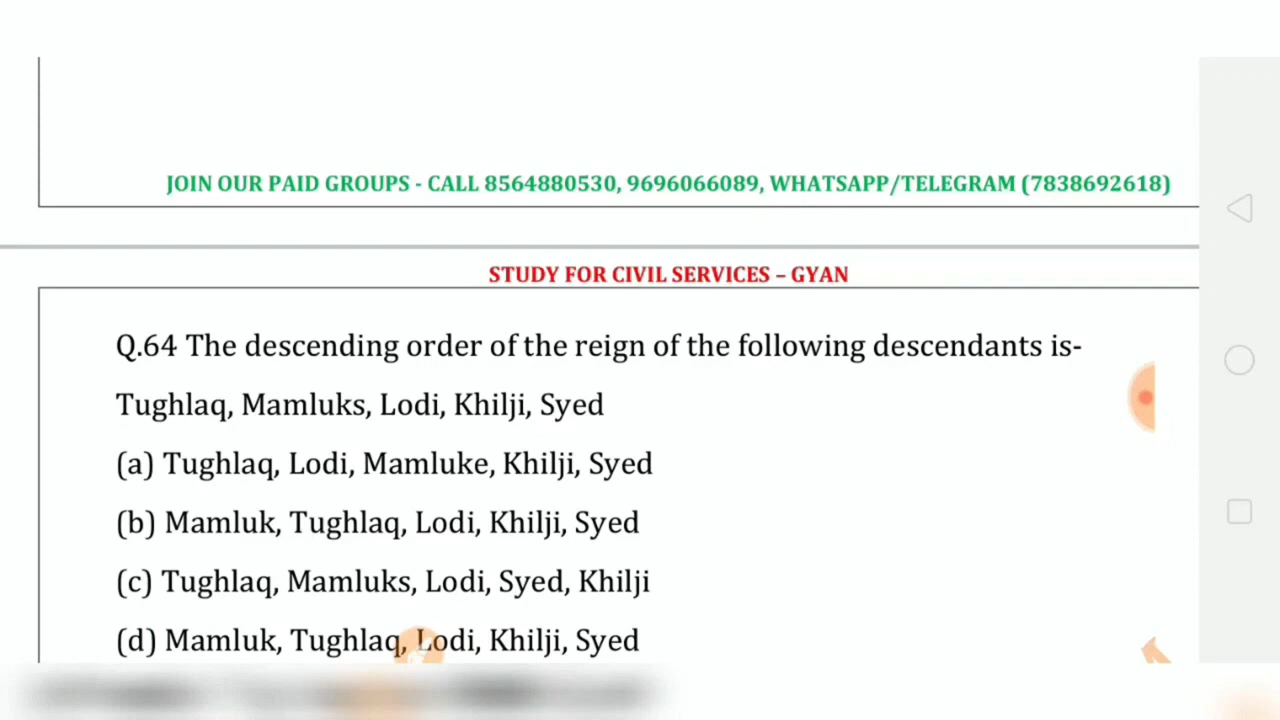 JOIN OUR PAID GROUPS - CALL 8564880530, 9696066089, WHATSAPP/TELEGRAM (7838692618)
STUDY FOR CIVIL SERVICES – GYAN
Q.64 The descending order of the reign of the following descendants is-
Tughlaq, Mamluks, Lodi, Khilji, Syed
(a) Tughlaq, Lodi, Mamluke, Khilji, Syed
(b) Mamluk, Tughlaq, Lodi, Khilji, Syed
(c) Tughlaq, Mamluks, Lodi, Syed, Khilji
(d) Mamluk, Tughlaq, Lodi, Khilji, Syed